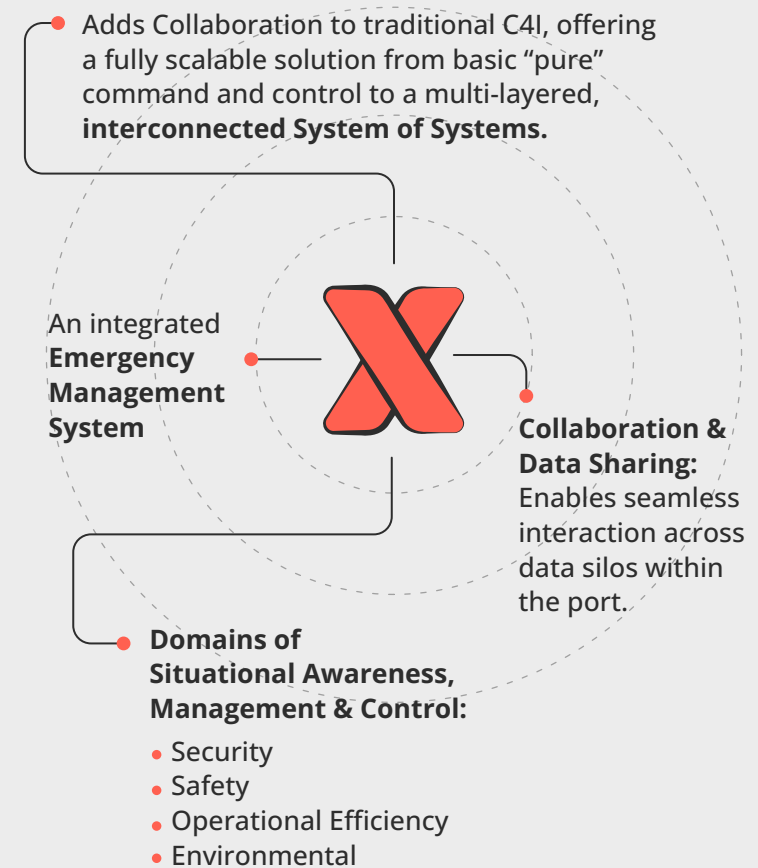 Adds Collaboration to traditional C4I, offering
a fully scalable solution from basic “pure”
command and control to a multi-layered,
interconnected System of Systems.
An integrated
Emergency
Management
System
Collaboration &
Data Sharing:
Enables seamless
interaction across
data silos within
the port.
Domains of
Situational Awareness,
Management & Control:
• Security
• Safety
• Operational Efficiency
• Environmental